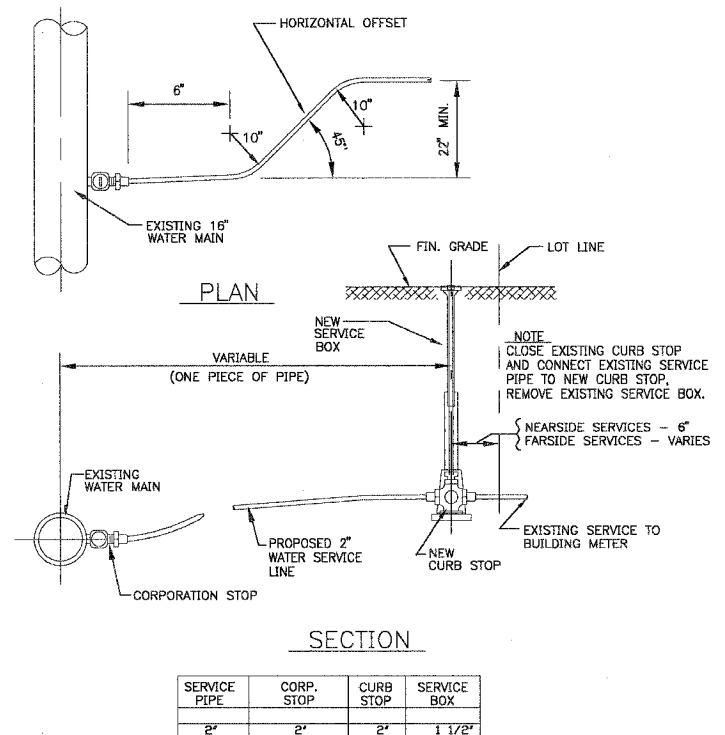 HORIZONTAL OFFSET
6"
10"
10"
45°
22" MIN.
EXISTING 16"
WATER MAIN
FIN. GRADE
LOT LINE
PLAN
NEW
SERVICE
BOX
NOTE
CLOSE EXISTING CURB STOP
AND CONNECT EXISTING SERVICE
PIPE TO NEW CURB STOP,
REMOVE EXISTING SERVICE BOX.
VARIABLE
(ONE PIECE OF PIPE)
NEARSIDE SERVICES - 6"
FARSIDE SERVICES - VARIES
EXISTING
WATER MAIN
PROPOSED 2"
WATER SERVICE
LINE
NEW
CURB STOP
EXISTING SERVICE TO
BUILDING METER
CORPORATION STOP
SECTION
SERVICE PIPE CORP. STOP CURB STOP SERVICE BOX
2" 2" 2" 1 1/2"